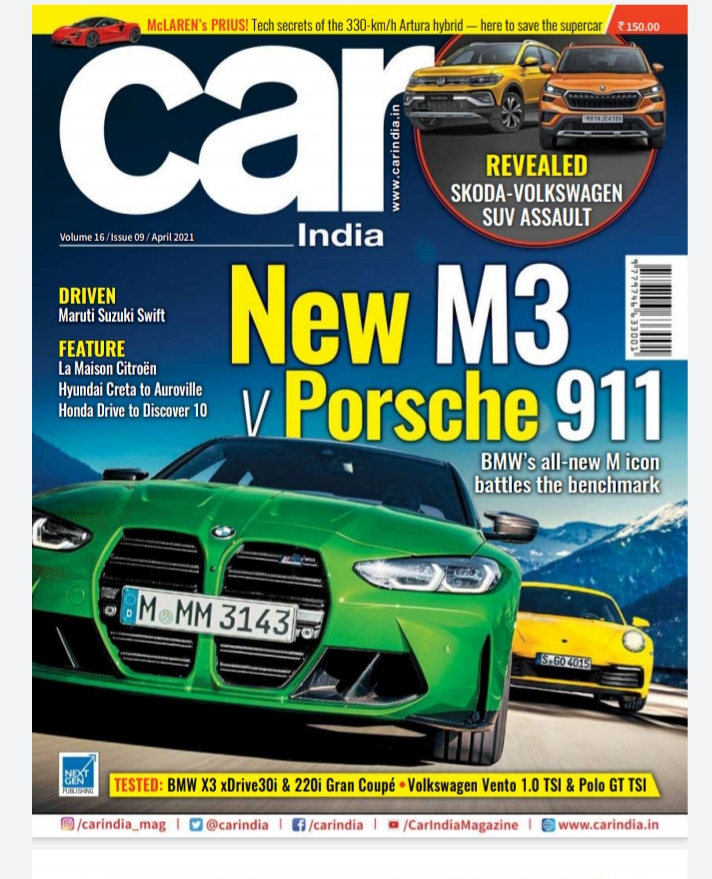 McLAREN's PRIUS! Tech secrets of the 330-km/h Artura hybrid — here to save the supercar
₹ 150.00
car
India
www.carindia.in
Volume 16 / Issue 09 / April 2021
REVEALED
SKODA-VOLKSWAGEN
SUV ASSAULT
DRIVEN
Maruti Suzuki Swift
FEATURE
La Maison Citroën
Hyundai Creta to Auroville
Honda Drive to Discover 10
New M3
v Porsche 911
BMW's all-new M icon
battles the benchmark
M MM 3143
D
S GO 4015
NEXT
GEN
PUBLISHING
TESTED: BMW X3 xDrive30i & 220i Gran Coupé • Volkswagen Vento 1.0 TSI & Polo GT TSI
/carindia_mag | @carindia | /carindia | /CarIndiaMagazine | www.carindia.in